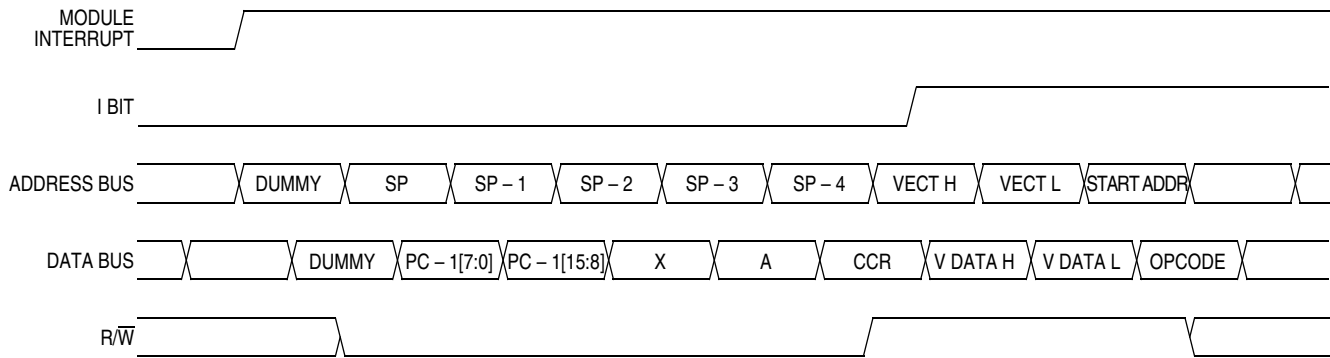 MODULE
INTERRUPT
I BIT
ADDRESS BUS DUMMY SP SP – 1 SP – 2 SP – 3 SP – 4 VECT H VECT L START ADDR
DATA BUS DUMMY PC – 1[7:0] PC – 1[15:8] X A CCR V DATA H V DATA L OPCODE
R/W̅